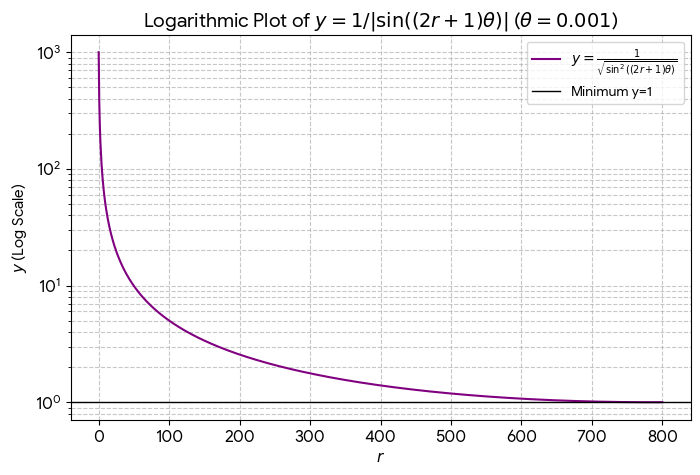 Logarithmic Plot of y = 1/|sin((2r + 1)θ)| (θ = 0.001)
y = 1/√sin²((2r+1)θ)
Minimum y=1
y (Log Scale)
10³
10²
10¹
10⁰
0 100 200 300 400 500 600 700 800
r